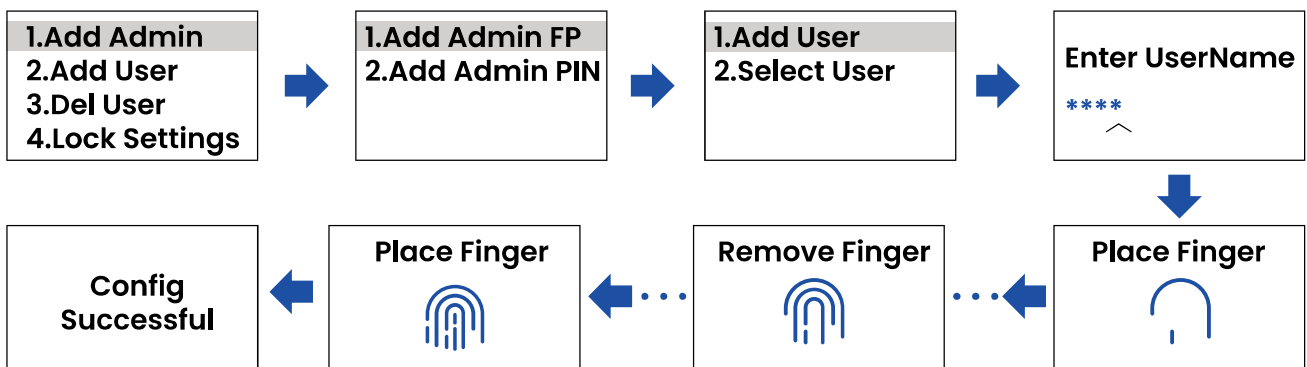 1.Add Admin
2.Add User
3.Del User
4.Lock Settings
1.Add Admin FP
2.Add Admin PIN
1.Add User
2.Select User
Enter UserName
****
Place Finger
Remove Finger
Place Finger
Config
Successful